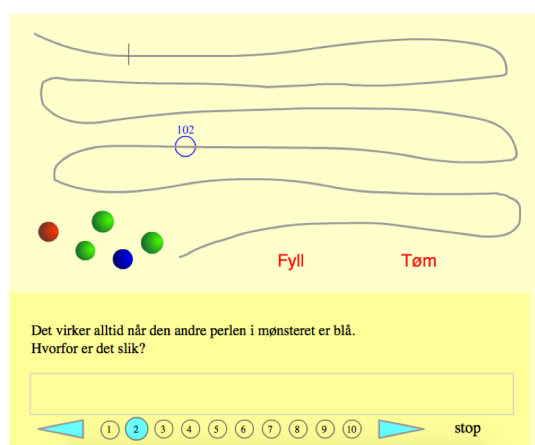 102
Fyll Tøm
Det virker alltid når den andre perlen i mønsteret er blå.
Hvorfor er det slik?
1 2 3 4 5 6 7 8 9 10 stop